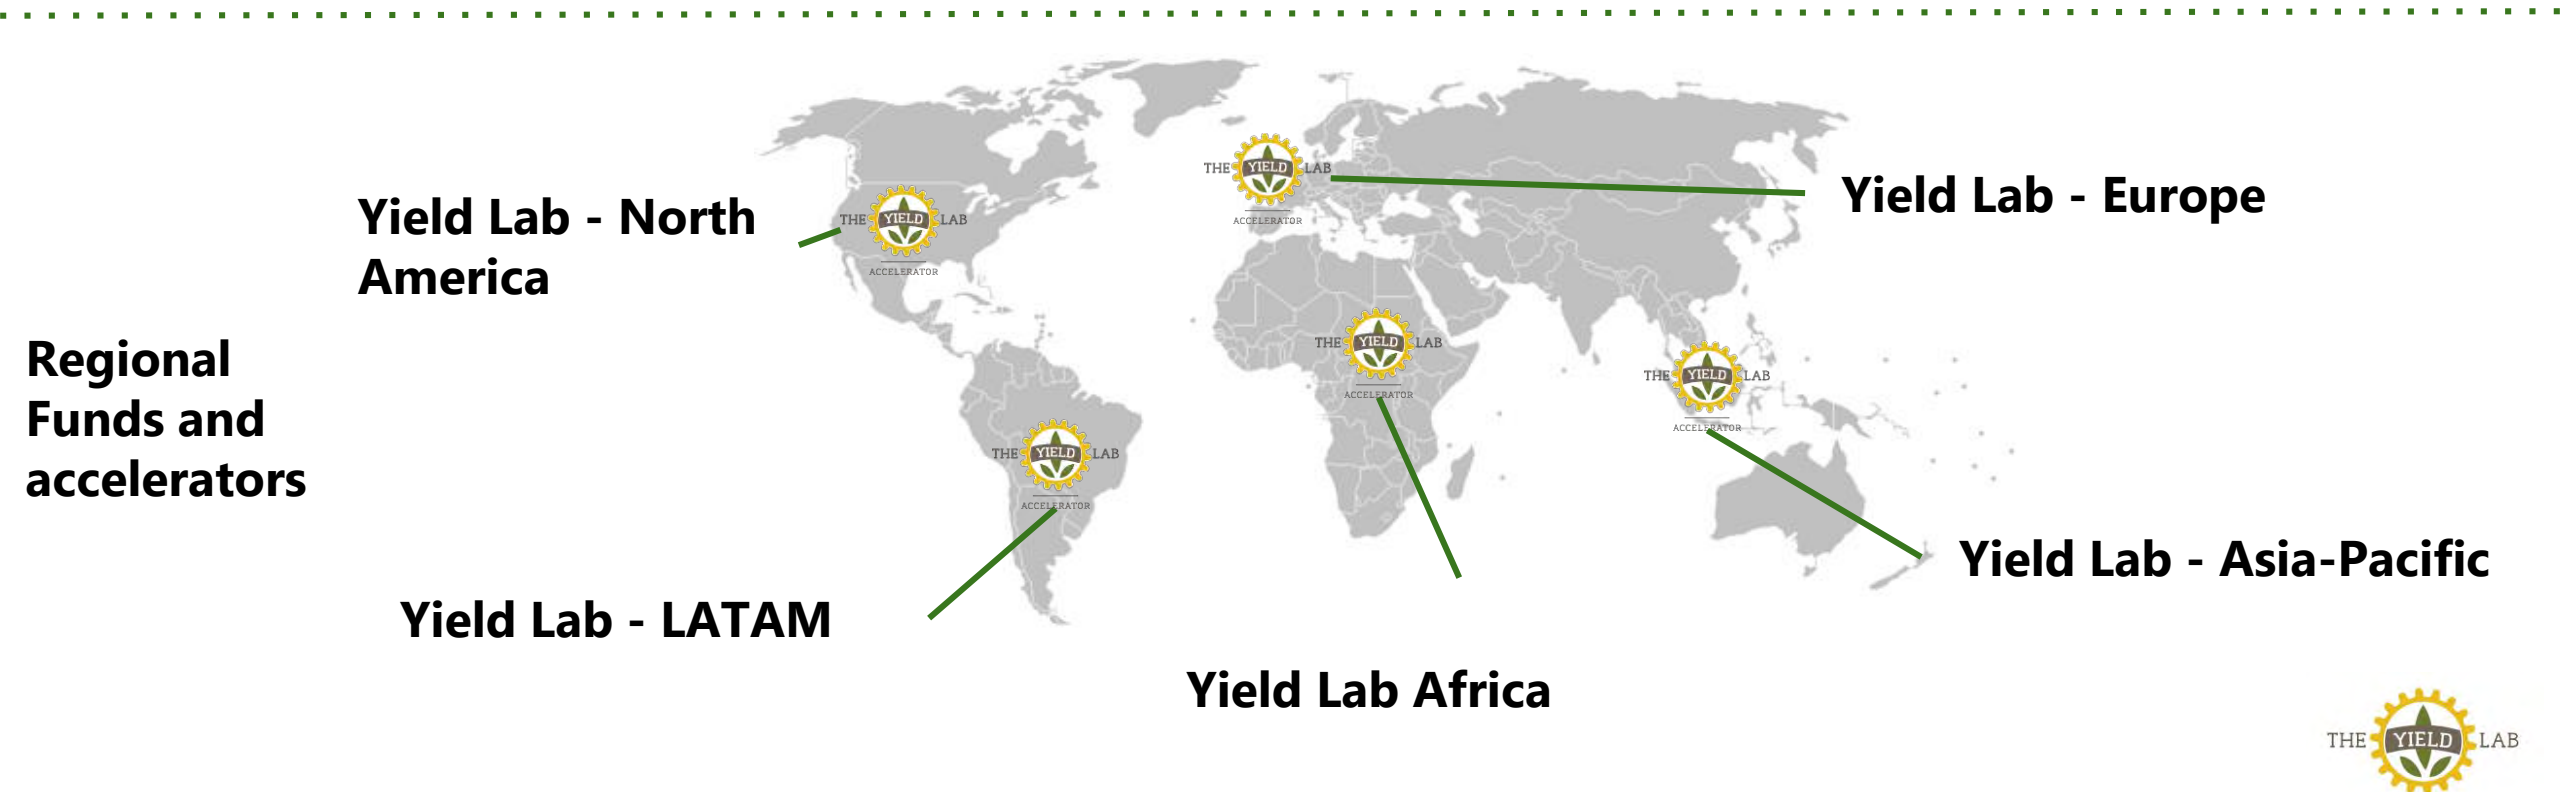 Regional
Funds and
accelerators
Yield Lab - North
America
THE YIELD LAB
ACCELERATOR
THE YIELD LAB
ACCELERATOR
Yield Lab - Europe
THE YIELD LAB
ACCELERATOR
THE YIELD LAB
ACCELERATOR
Yield Lab - Asia-Pacific
THE YIELD LAB
ACCELERATOR
Yield Lab - LATAM
Yield Lab Africa
THE YIELD LAB